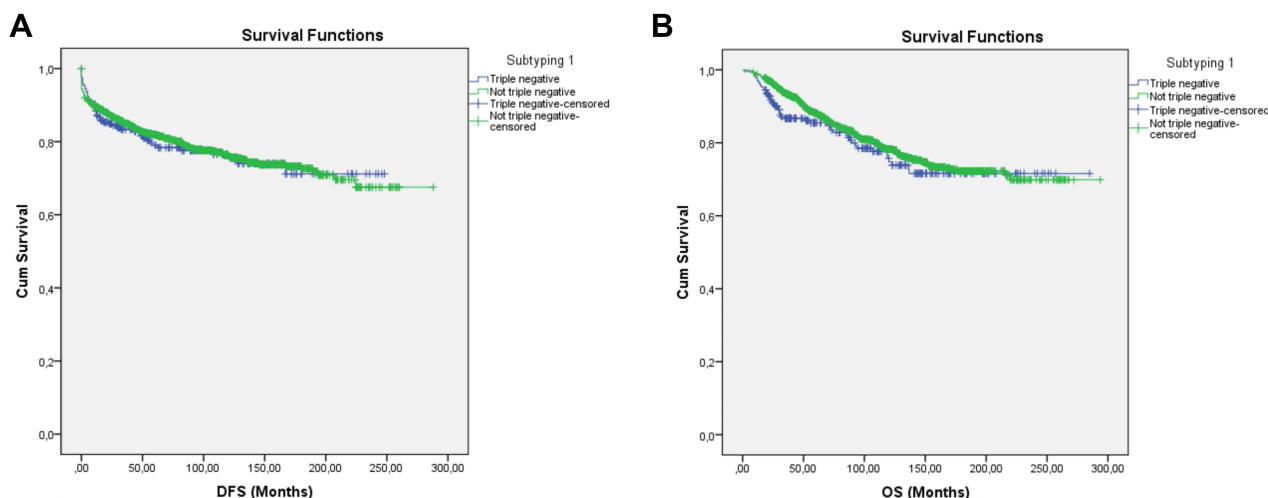 A
Survival Functions
Cum Survival
1,0
0,8
0,6
0,4
0,2
0,0
,00 50,00 100,00 150,00 200,00 250,00 300,00
DFS (Months)
Subtyping 1
Triple negative
Not triple negative
Triple negative-censored
Not triple negative-
censored
B
Survival Functions
Cum Survival
1,0
0,8
0,6
0,4
0,2
0,0
,00 50,00 100,00 150,00 200,00 250,00 300,00
OS (Months)
Subtyping 1
Triple negative
Not triple negative
Triple negative-censored
Not triple negative-
censored